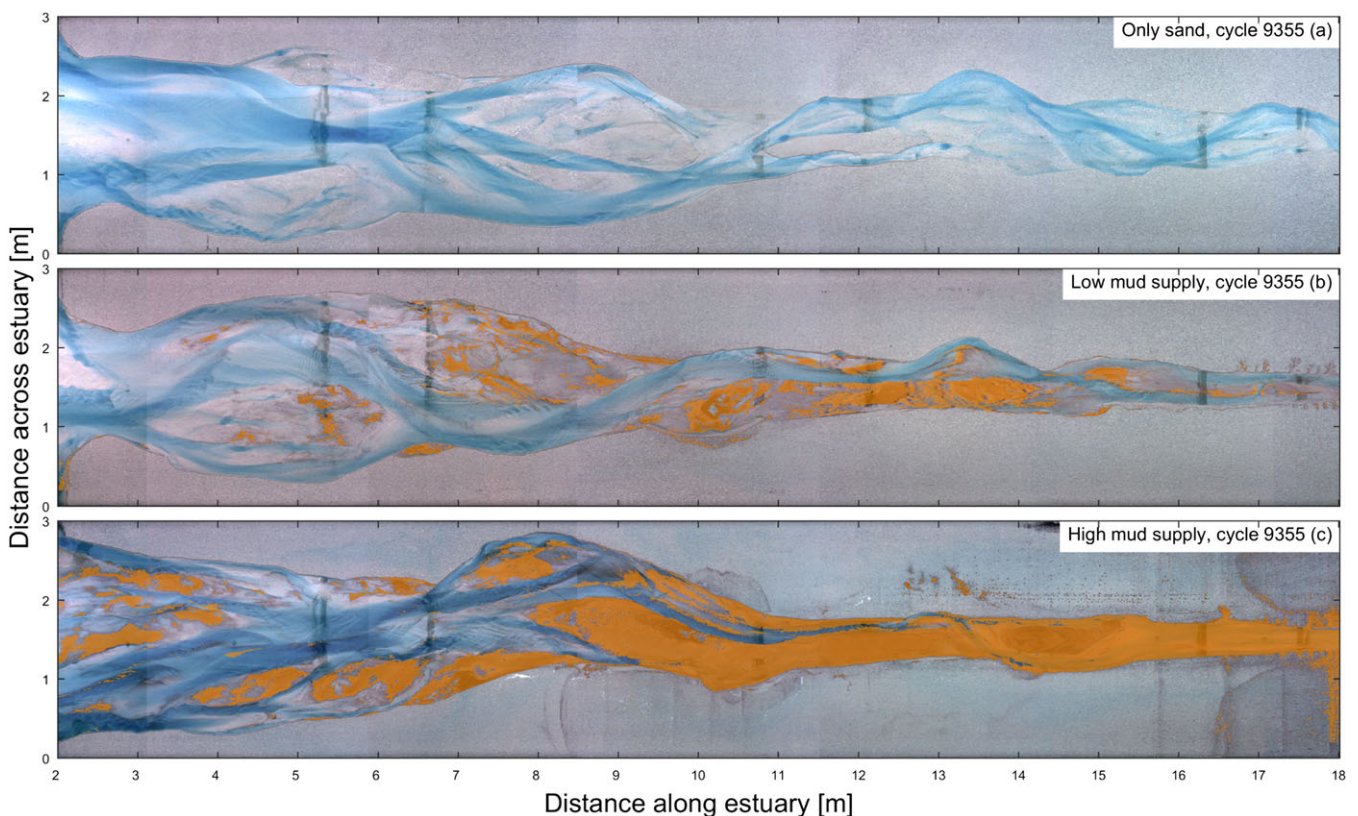 3
2
1
0
Only sand, cycle 9355 (a)
3
2
1
0
Low mud supply, cycle 9355 (b)
3
2
1
0
High mud supply, cycle 9355 (c)
Distance across estuary [m]
2 3 4 5 6 7 8 9 10 11 12 13 14 15 16 17 18
Distance along estuary [m]